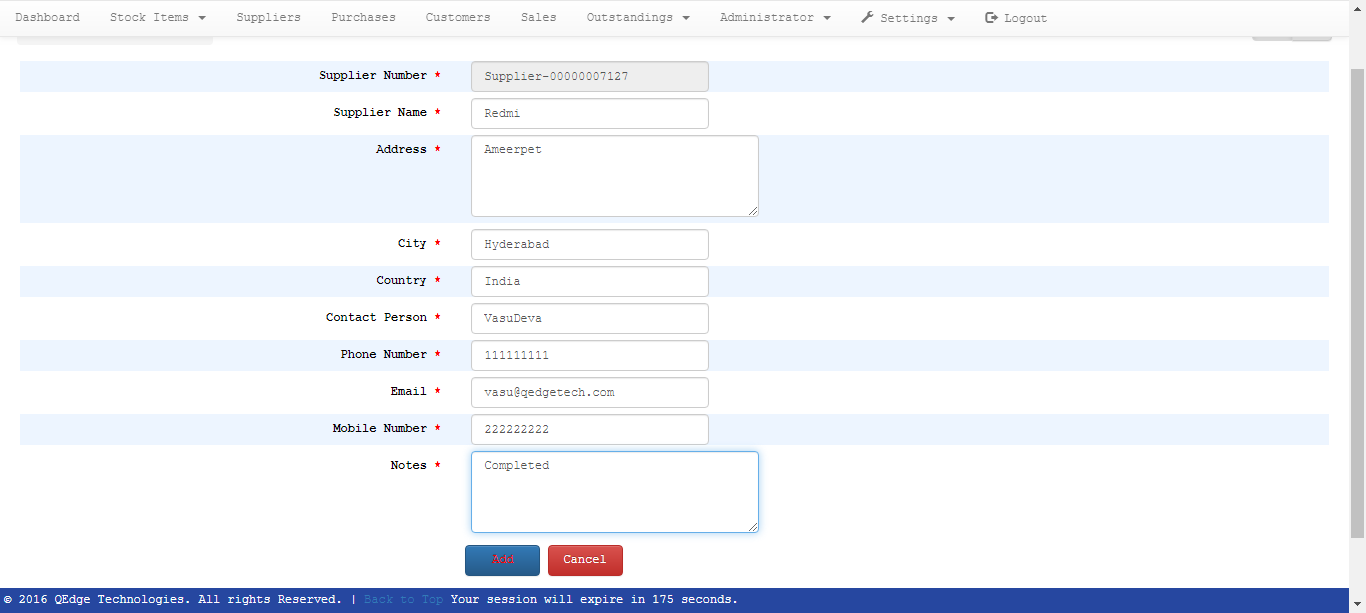 Dashboard Stock Items Suppliers Purchases Customers Sales Outstandings Administrator Settings Logout
Supplier Number * Supplier-00000007127
Supplier Name * Redmi
Address * Ameerpet
City * Hyderabad
Country * India
Contact Person * VasuDeva
Phone Number * 111111111
Email * vasu@qedgetech.com
Mobile Number * 222222222
Notes * Completed
Add Cancel
© 2016 QEdge Technologies. All rights Reserved. | Back to Top Your session will expire in 175 seconds.